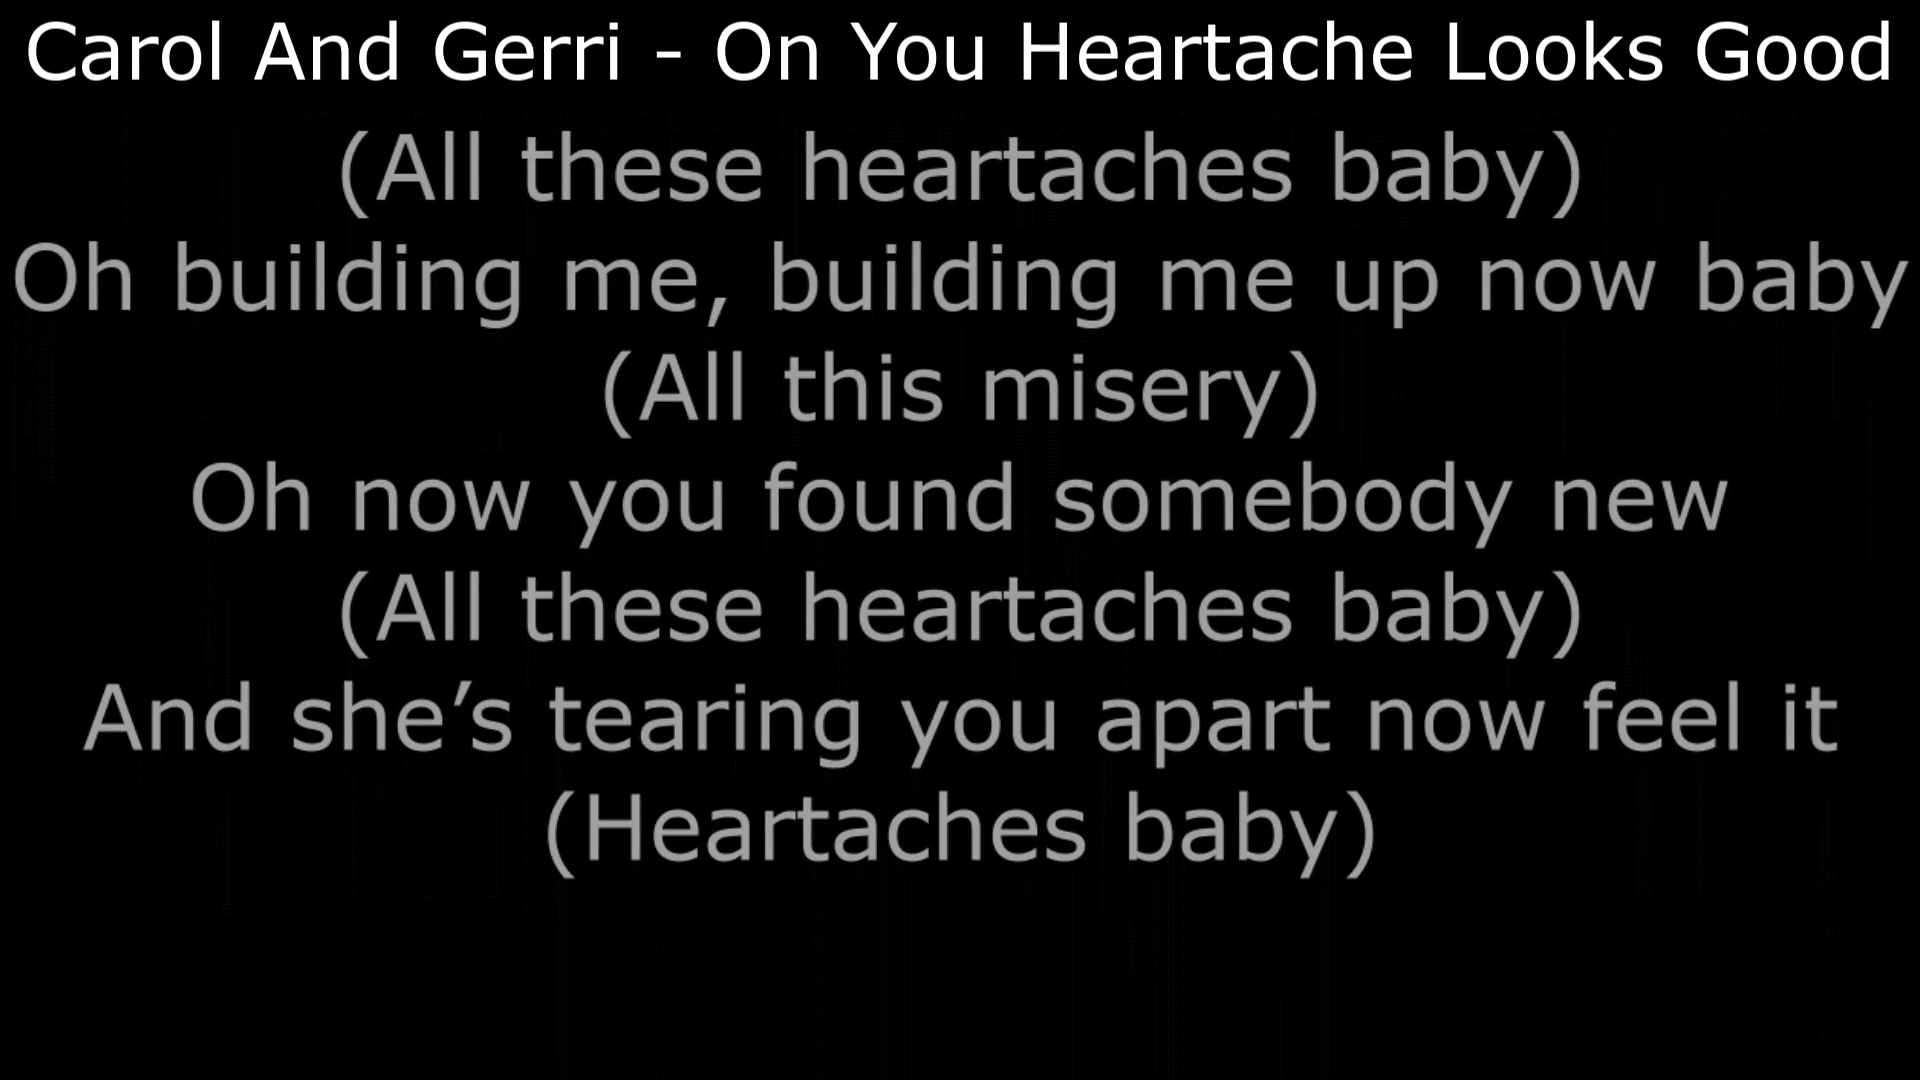 Carol And Gerri - On You Heartache Looks Good
(All these heartaches baby)
Oh building me, building me up now baby
(All this misery)
Oh now you found somebody new
(All these heartaches baby)
And she’s tearing you apart now feel it
(Heartaches baby)